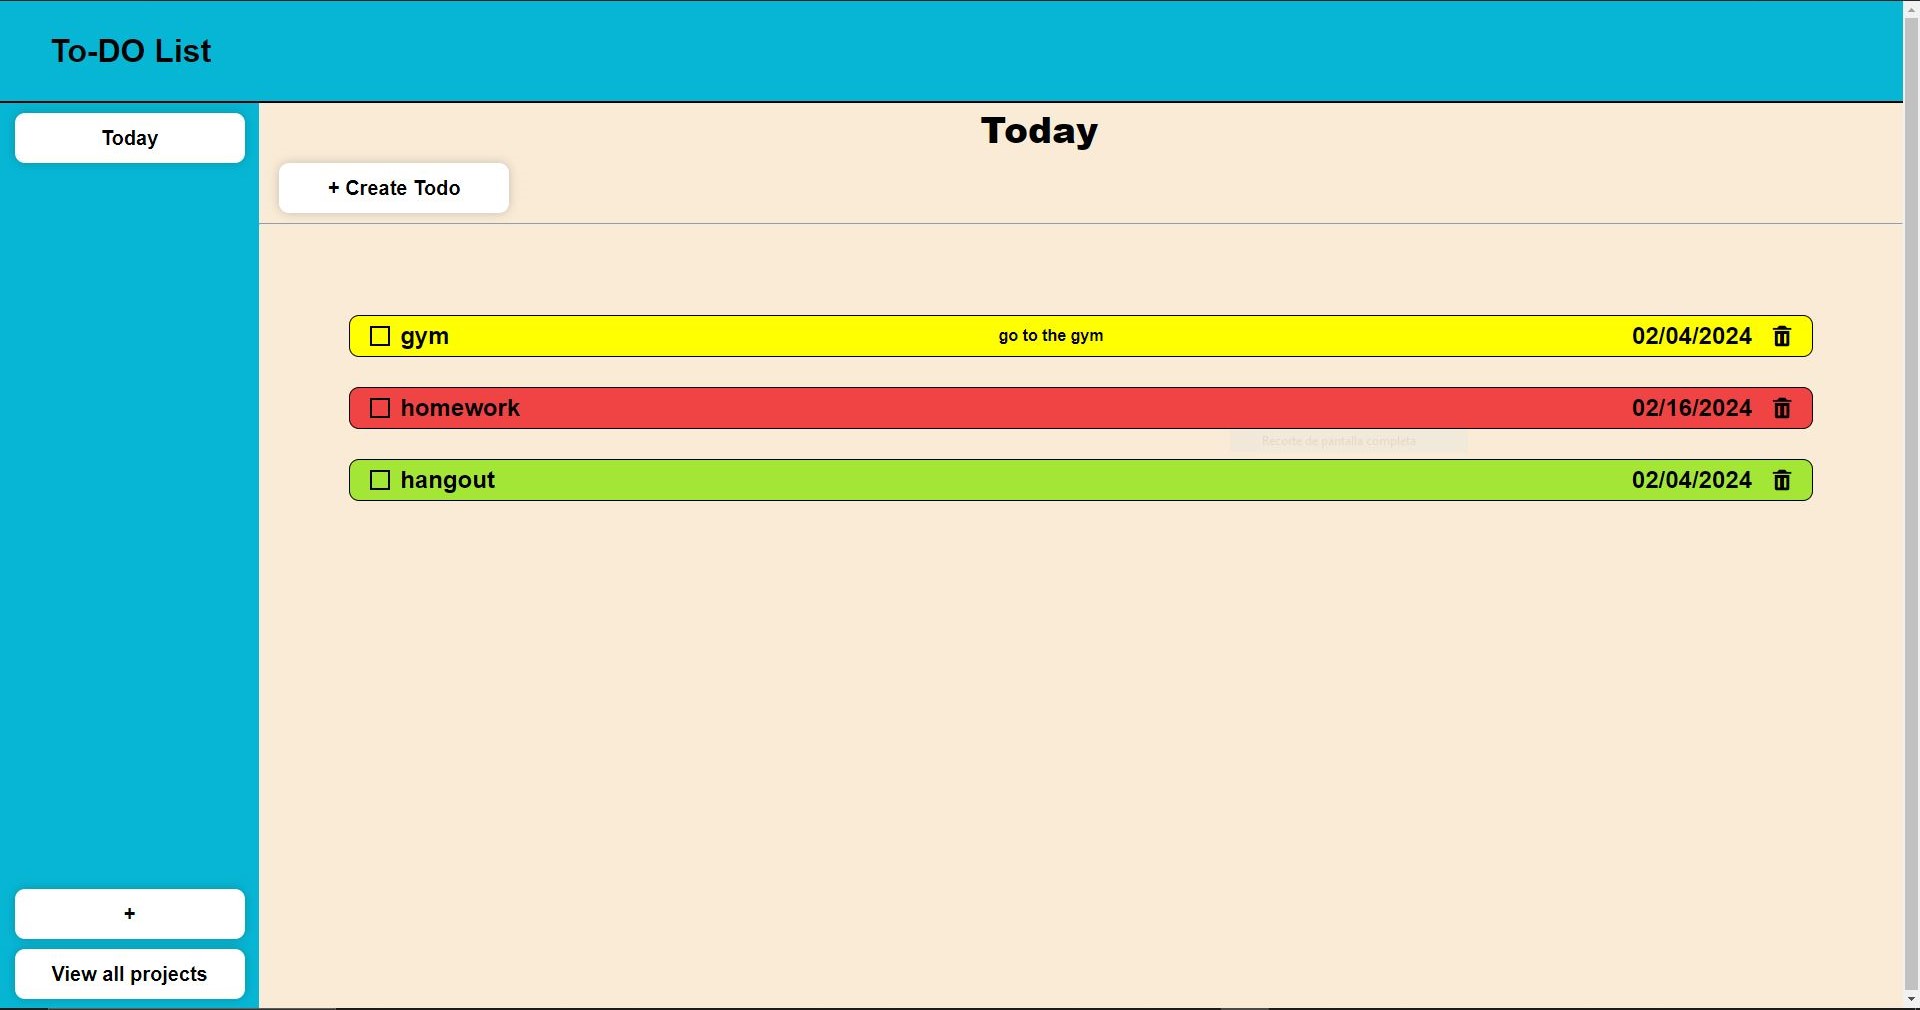 To-DO List
Today
Today
+ Create Todo
gym go to the gym 02/04/2024
homework 02/16/2024
Recorte de pantalla completa
hangout 02/04/2024
+
View all projects